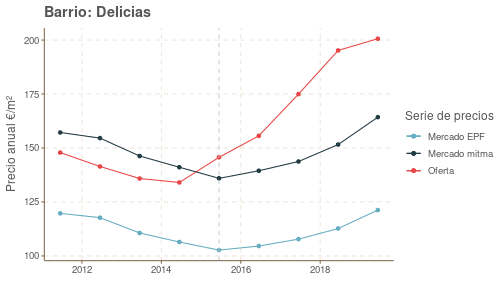 Barrio: Delicias
Precio anual €/m²
200
175
150
125
100
2012
2014
2016
2018
Serie de precios
Mercado EPF
Mercado mitma
Oferta